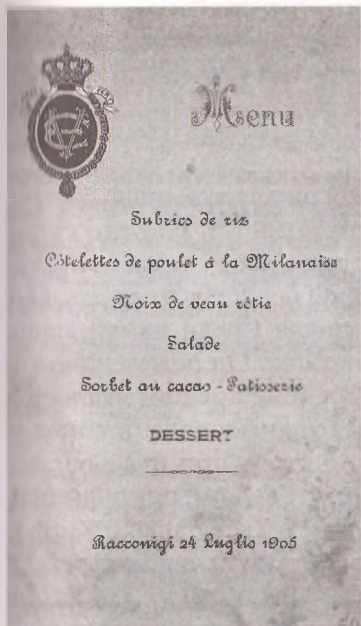 Menu
Subrics de riz
Côtelettes de poulet à la Milanaise
Noix de veau rôtie
Salade
Sorbet au cacao - Patisserie
DESSERT
Racconigi 24 Luglio 1905